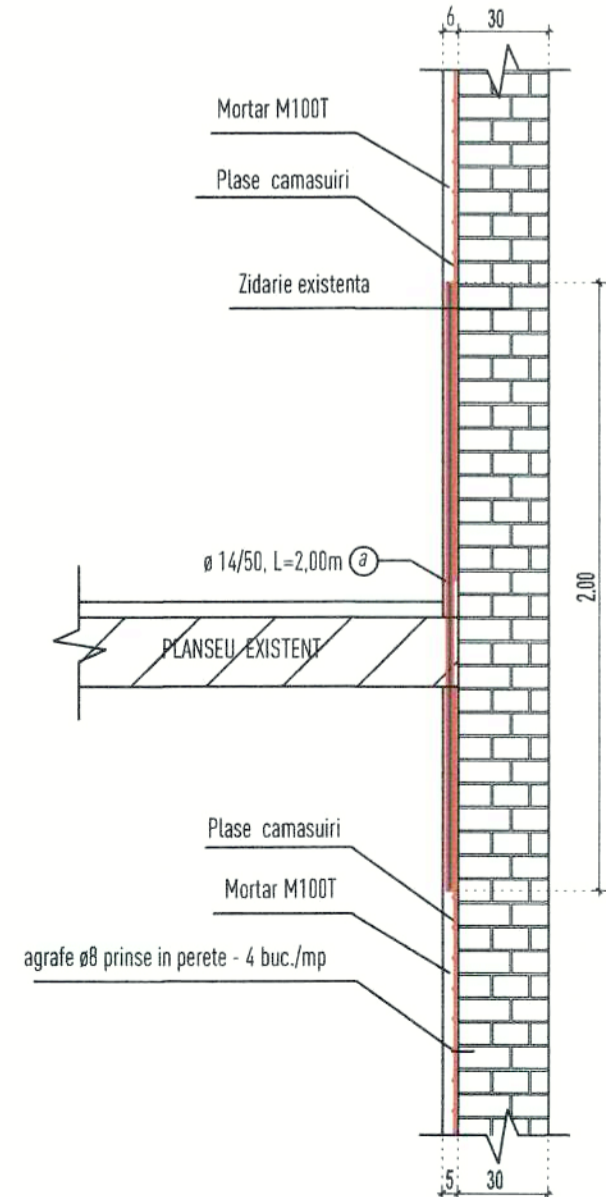 6 30
Mortar M100T
Plase camasuiri
Zidarie existenta
ø 14/50, L=2,00m a
2.00
PLANSEU EXISTENT
Plase camasuiri
Mortar M100T
agrafe ø8 prinse in perete - 4 buc./mp
5 30